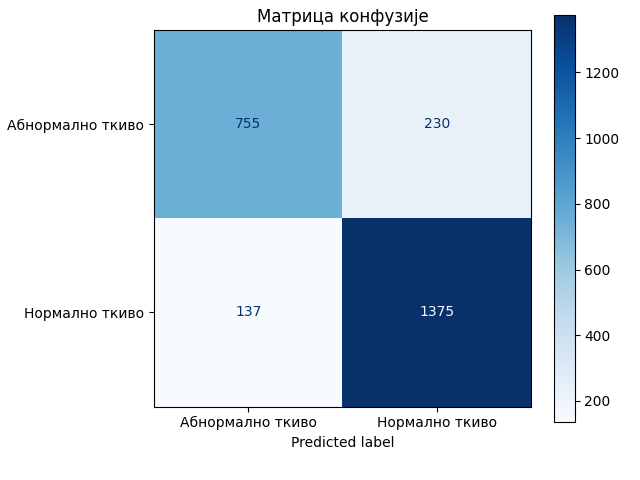 Матрица конфузије
Абнормално ткиво
755
230
Нормално ткиво
137
1375
Абнормално ткиво
Нормално ткиво
Predicted label
1200
1000
800
600
400
200